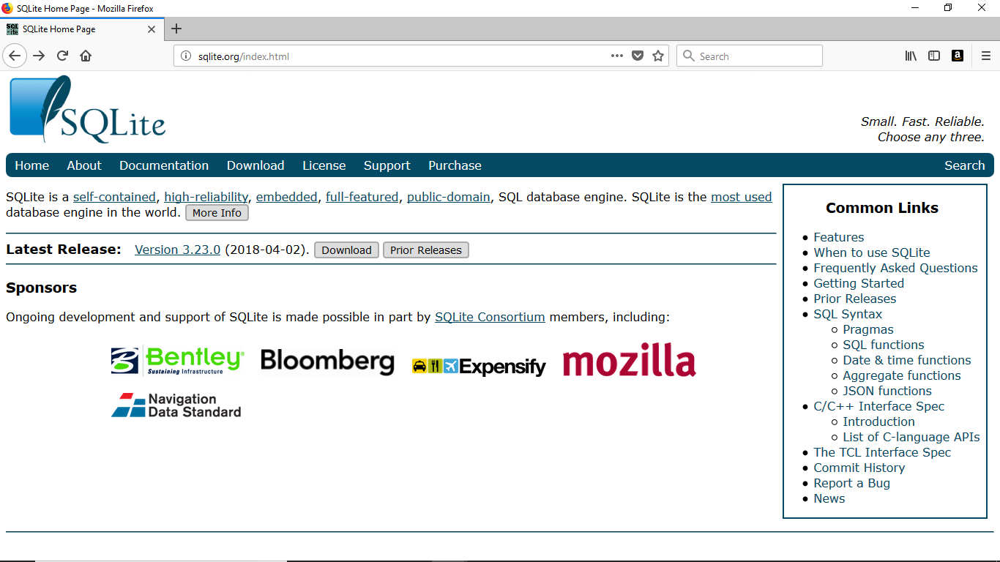 SQLite Home Page - Mozilla Firefox
SQLite Home Page
sqlite.org/index.html
Search
SQLite
Small. Fast. Reliable.
Choose any three.
Home About Documentation Download License Support Purchase Search
SQLite is a self-contained, high-reliability, embedded, full-featured, public-domain, SQL database engine. SQLite is the most used
database engine in the world. More Info
Latest Release: Version 3.23.0 (2018-04-02). Download Prior Releases
Sponsors
Ongoing development and support of SQLite is made possible in part by SQLite Consortium members, including:
Bentley®
Sustaining Infrastructure
Bloomberg
Expensify
mozilla
Navigation
Data Standard
Common Links
Features
When to use SQLite
Frequently Asked Questions
Getting Started
Prior Releases
SQL Syntax
Pragmas
SQL functions
Date & time functions
Aggregate functions
JSON functions
C/C++ Interface Spec
Introduction
List of C-language APIs
The TCL Interface Spec
Commit History
Report a Bug
News